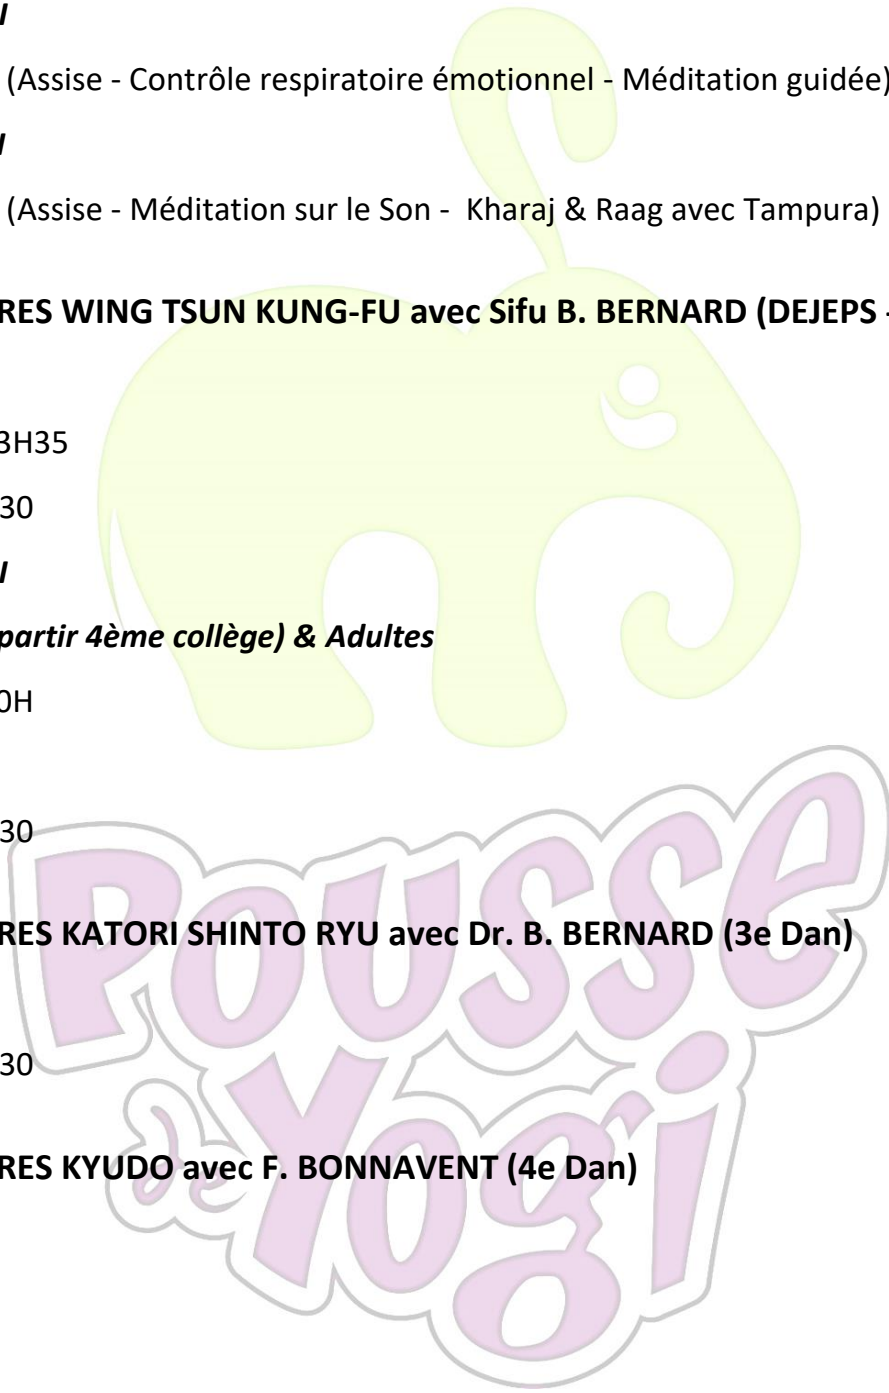 (Assise - Contrôle respiratoire émotionnel - Méditation guidée)
(Assise - Méditation sur le Son - Kharaj & Raag avec Tampura)
RES WING TSUN KUNG-FU avec Sifu B. BERNARD (DEJEPS -
3H35
30
partir 4ème collège) & Adultes
0H
30
RES KATORI SHINTO RYU avec Dr. B. BERNARD (3e Dan)
30
RES KYUDO avec F. BONNAVENT (4e Dan)
Pousse
de Yogi